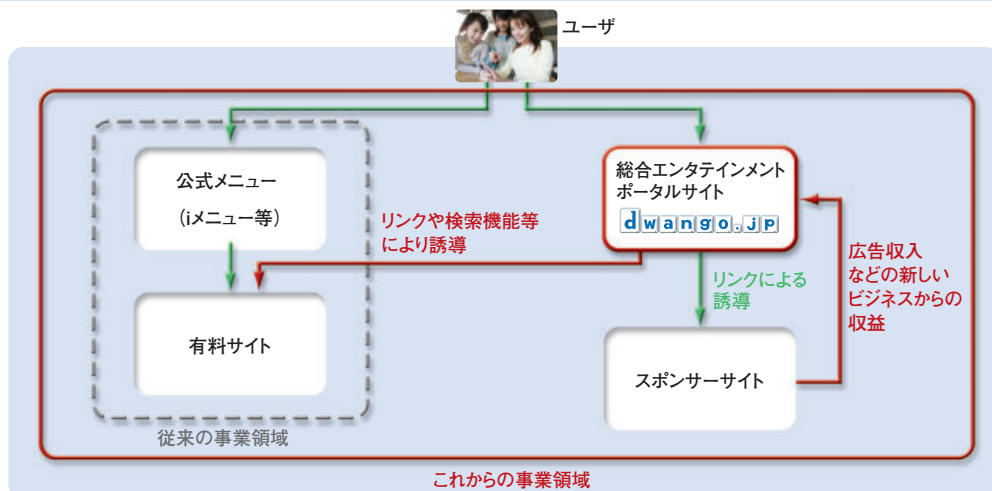 ユーザ
公式メニュー
（iメニュー等）
総合エンタテインメント
ポータルサイト
dwango.jp
リンクや検索機能等
により誘導
リンクによる
誘導
広告収入
などの新しい
ビジネスからの
収益
有料サイト
スポンサーサイト
従来の事業領域
これからの事業領域